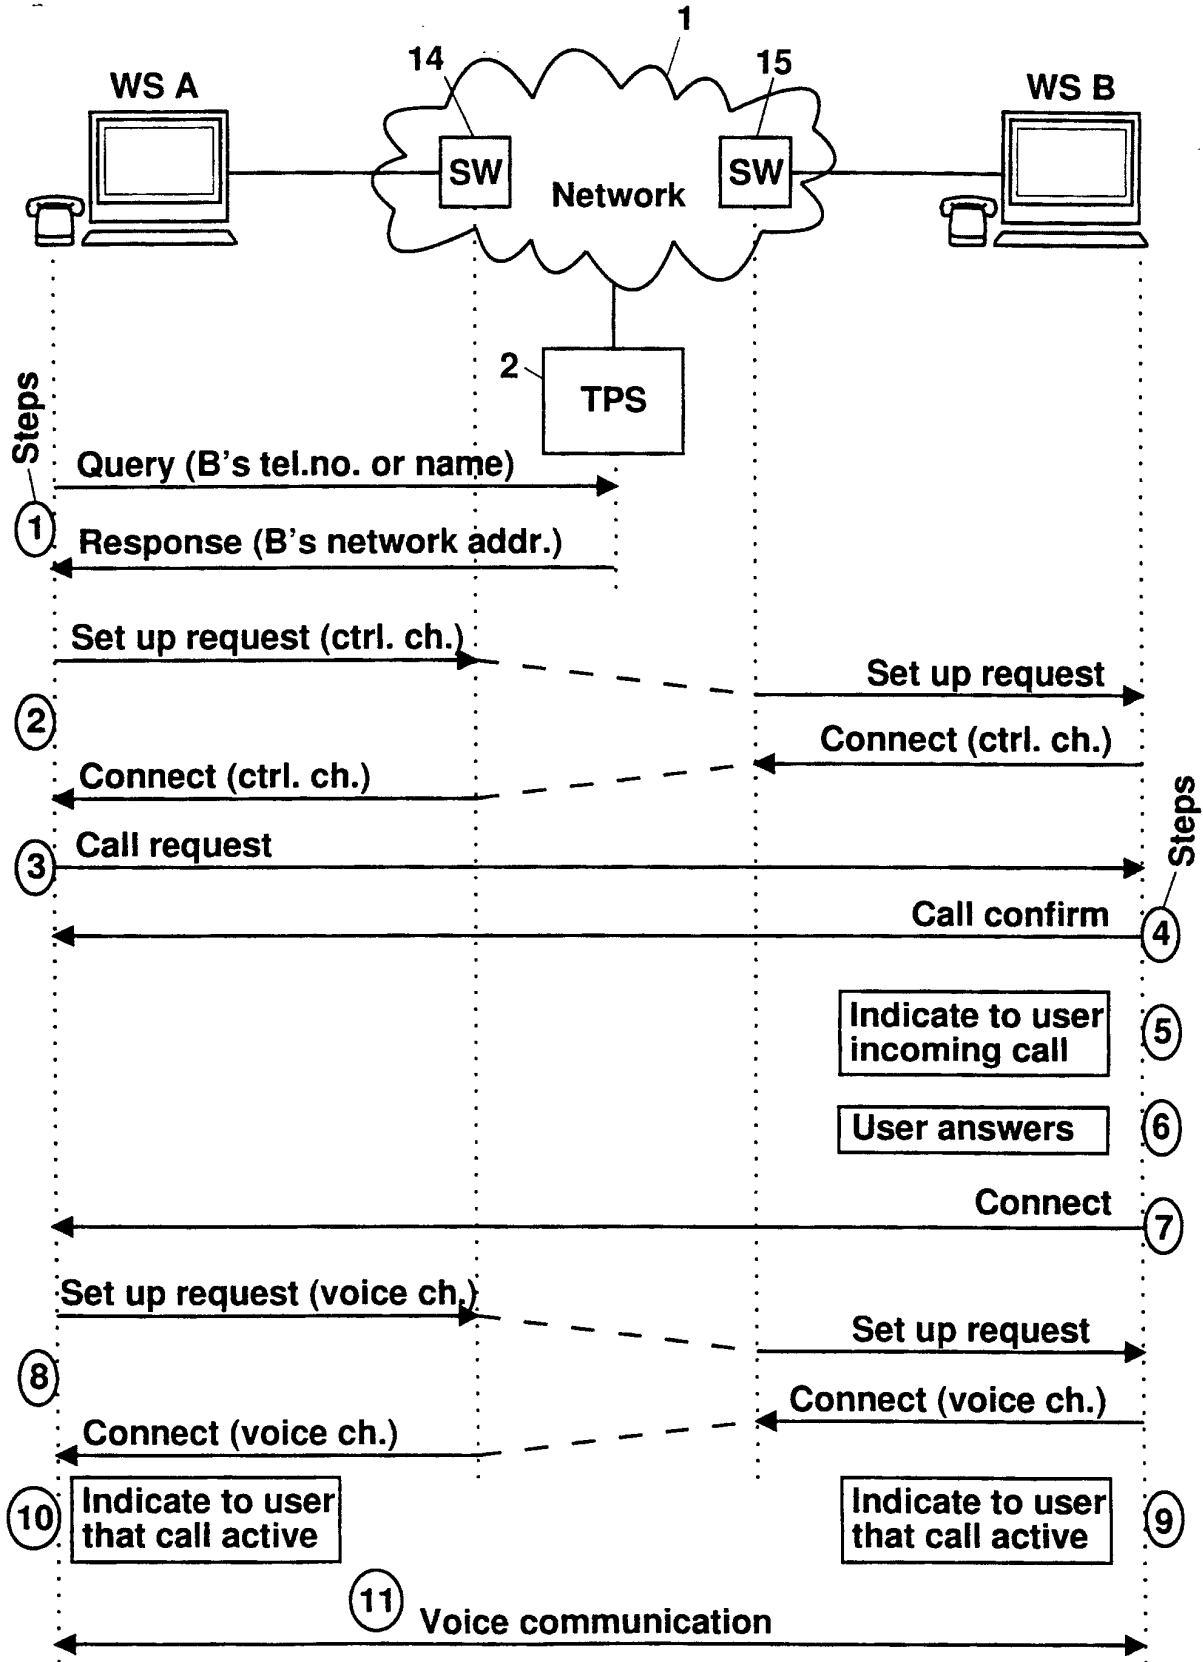 1
14
15
WS A
WS B
SW
SW
Network
2
TPS
Steps
Query (B's tel.no. or name)
1
Response (B's network addr.)
Set up request (ctrl. ch.)
Set up request
2
Connect (ctrl. ch.)
Connect (ctrl. ch.)
Steps
3
Call request
Call confirm
4
Indicate to user
incoming call
5
User answers
6
Connect
7
Set up request (voice ch.)
Set up request
8
Connect (voice ch.)
Connect (voice ch.)
10
Indicate to user
that call active
Indicate to user
that call active
9
11
Voice communication